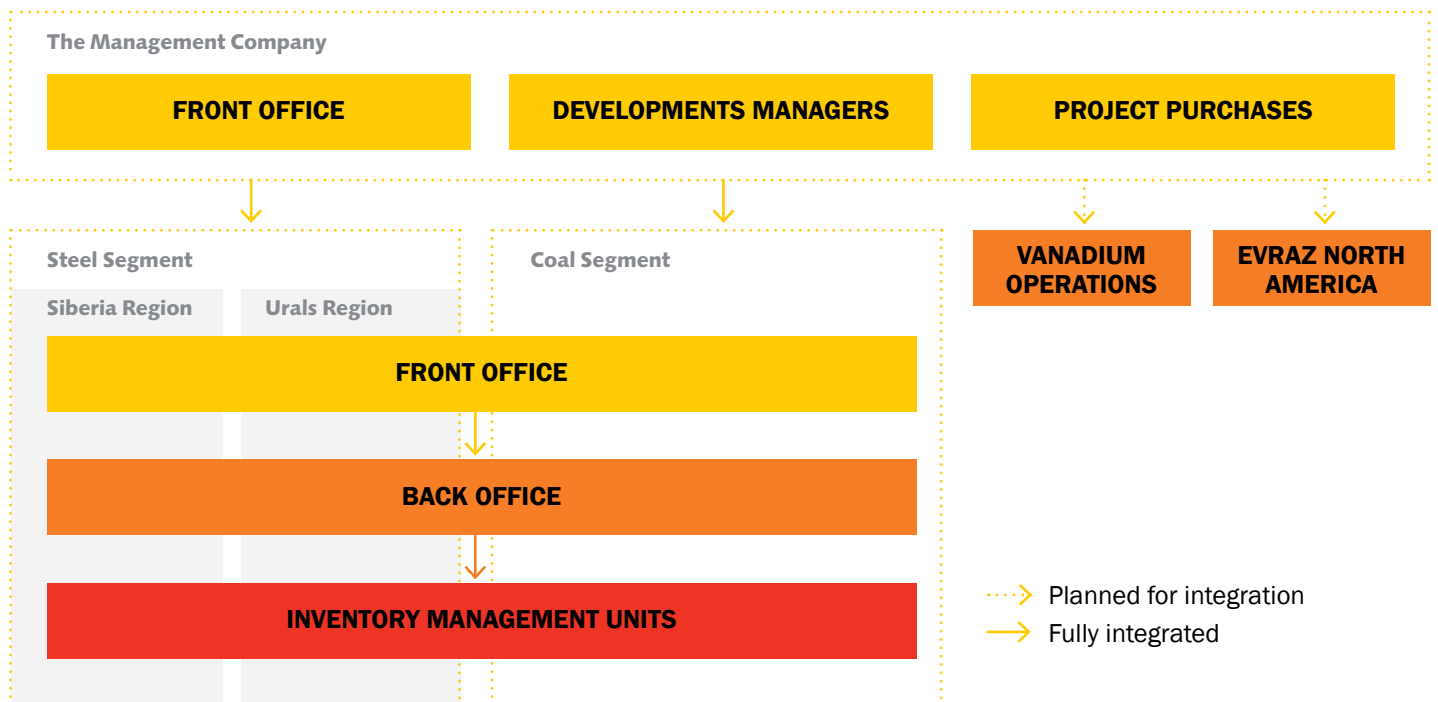 The Management Company
FRONT OFFICE
DEVELOPMENTS MANAGERS
PROJECT PURCHASES
Steel Segment
Coal Segment
VANADIUM
OPERATIONS
EVRAZ NORTH
AMERICA
Siberia Region
Urals Region
FRONT OFFICE
BACK OFFICE
INVENTORY MANAGEMENT UNITS
Planned for integration
Fully integrated